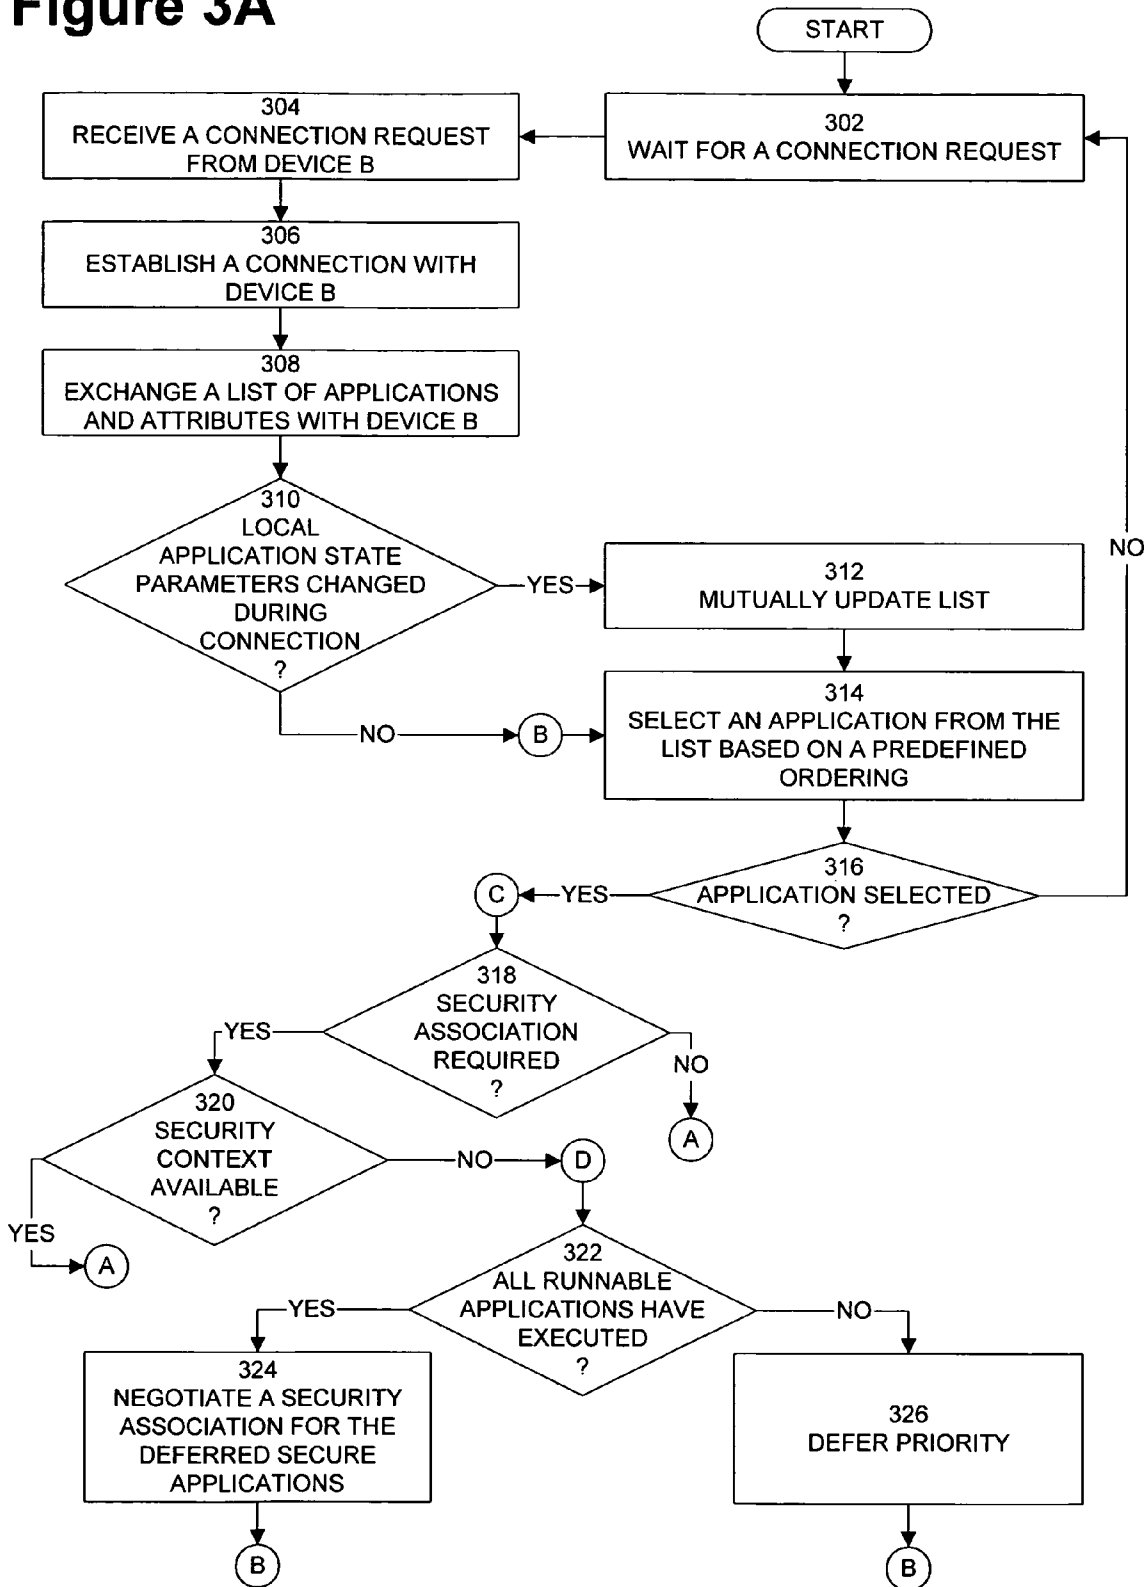 Figure 3A
START
304
RECEIVE A CONNECTION REQUEST
FROM DEVICE B
302
WAIT FOR A CONNECTION REQUEST
306
ESTABLISH A CONNECTION WITH
DEVICE B
308
EXCHANGE A LIST OF APPLICATIONS
AND ATTRIBUTES WITH DEVICE B
310
LOCAL
APPLICATION STATE
PARAMETERS CHANGED
DURING
CONNECTION
?
YES
312
MUTUALLY UPDATE LIST
NO
NO
B
314
SELECT AN APPLICATION FROM THE
LIST BASED ON A PREDEFINED
ORDERING
316
APPLICATION SELECTED
?
YES
C
318
SECURITY
ASSOCIATION
REQUIRED
?
YES
NO
A
320
SECURITY
CONTEXT
AVAILABLE
?
YES
A
NO
D
322
ALL RUNNABLE
APPLICATIONS HAVE
EXECUTED
?
YES
NO
324
NEGOTIATE A SECURITY
ASSOCIATION FOR THE
DEFERRED SECURE
APPLICATIONS
326
DEFER PRIORITY
B
B